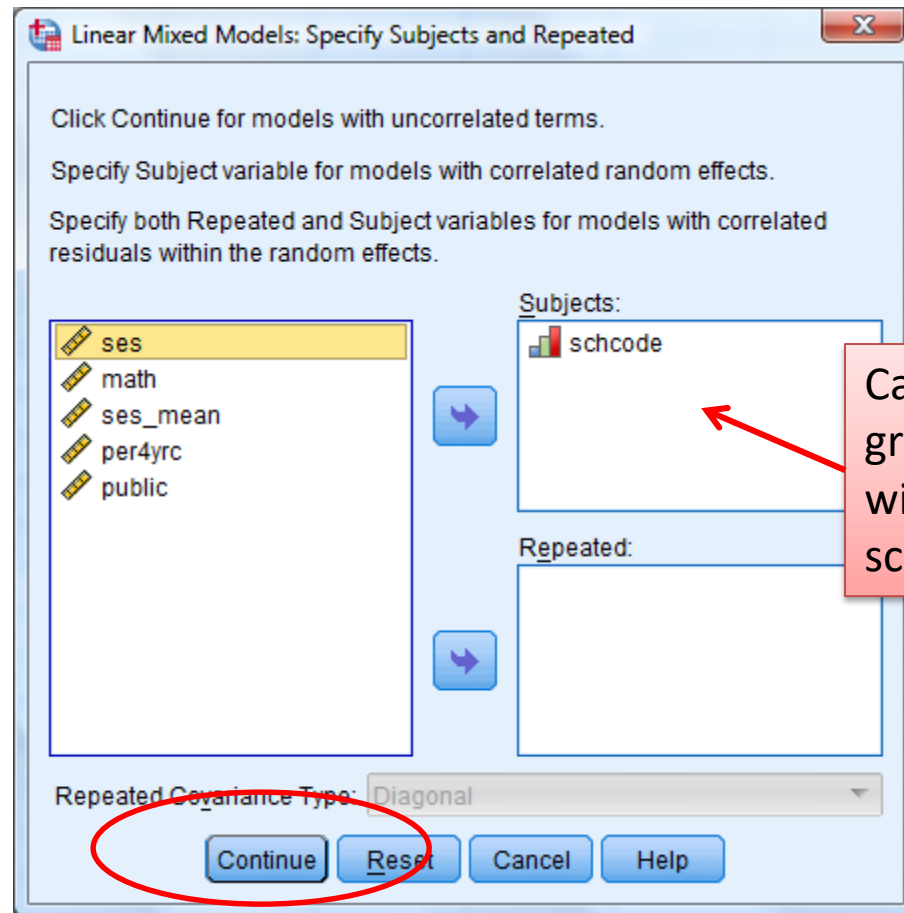 Linear Mixed Models: Specify Subjects and Repeated
Click Continue for models with uncorrelated terms.
Specify Subject variable for models with correlated random effects.
Specify both Repeated and Subject variables for models with correlated
residuals within the random effects.
Subjects:
ses
math
ses_mean
per4yrc
public
schcode
Repeated:
Repeated Covariance Type: Diagonal
Continue Reset Cancel Help